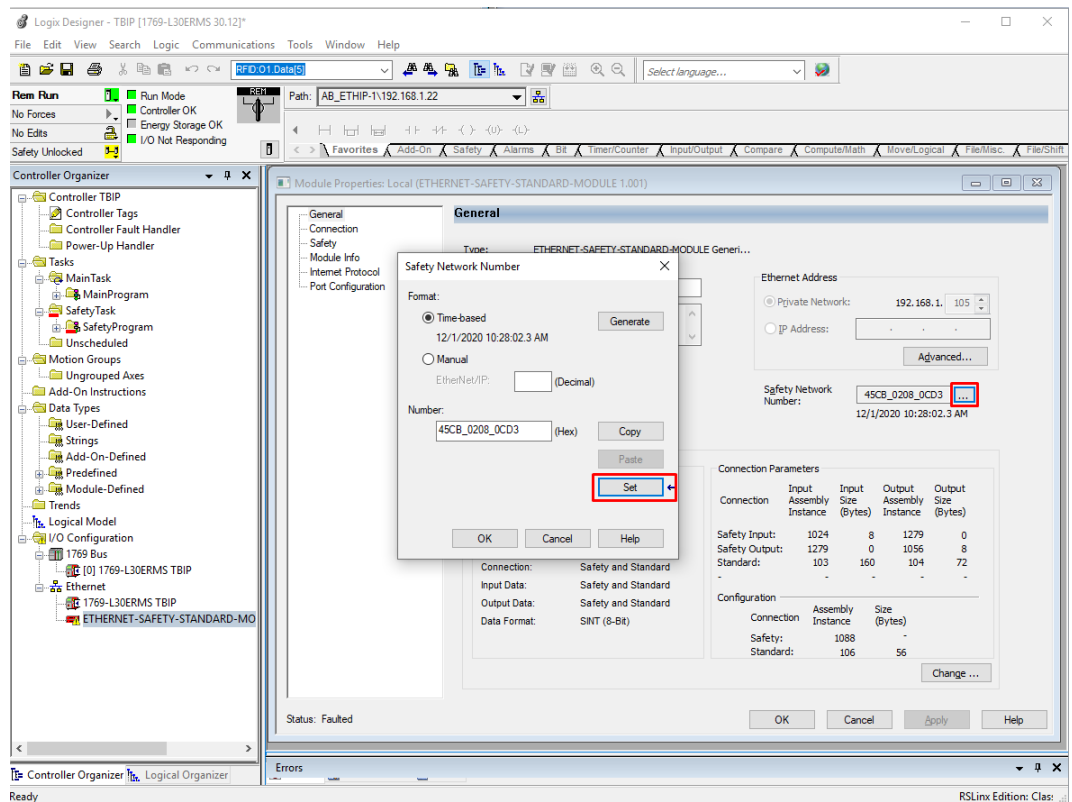 Logix Designer - TBIP [1769-L30ERMS 30.12]*
File Edit View Search Logic Communications Tools Window Help
RFID:O1.Data[5]
Select language...
Rem Run
Run Mode
REM
Path: AB_ETHIP-1\192.168.1.22
No Forces
Controller OK
No Edits
Energy Storage OK
Safety Unlocked
I/O Not Responding
Favorites Add-On Safety Alarms Bit Timer/Counter Input/Output Compare Compute/Math Move/Logical File/Misc. File/Shift
Controller Organizer
Controller TBIP
Controller Tags
Controller Fault Handler
Power-Up Handler
Tasks
MainTask
MainProgram
SafetyTask
SafetyProgram
Unscheduled
Motion Groups
Ungrouped Axes
Add-On Instructions
Data Types
User-Defined
Strings
Add-On-Defined
Predefined
Module-Defined
Trends
Logical Model
I/O Configuration
1769 Bus
[0] 1769-L30ERMS TBIP
Ethernet
1769-L30ERMS TBIP
ETHERNET-SAFETY-STANDARD-MO
Controller Organizer Logical Organizer
Module Properties: Local (ETHERNET-SAFETY-STANDARD-MODULE 1.001)
General
Connection
Safety
Module Info
Internet Protocol
Port Configuration
General
Type: ETHERNET-SAFETY-STANDARD-MODULE Generi...
Ethernet Address
Private Network: 192.168.1. 105
IP Address: . . .
Advanced...
Safety Network Number: 45CB_0208_0CD3 ...
12/1/2020 10:28:02.3 AM
Safety Network Number
Format:
Time-based
Generate
12/1/2020 10:28:02.3 AM
Manual
EtherNet/IP: (Decimal)
Number:
45CB_0208_0CD3 (Hex) Copy
Paste
Set
OK Cancel Help
Connection: Safety and Standard
Input Data: Safety and Standard
Output Data: Safety and Standard
Data Format: SINT (8-Bit)
Connection Parameters
Connection Input Assembly Instance Input Size (Bytes) Output Assembly Instance Output Size (Bytes)
Safety Input: 1024 8 1279 0
Safety Output: 1279 0 1056 8
Standard: 103 160 104 72
- - - - -
Configuration
Connection Assembly Instance Size (Bytes)
Safety: 1088 -
Standard: 106 56
Change ...
Status: Faulted
OK Cancel Apply Help
Errors
Ready
RSLinx Edition: Clas